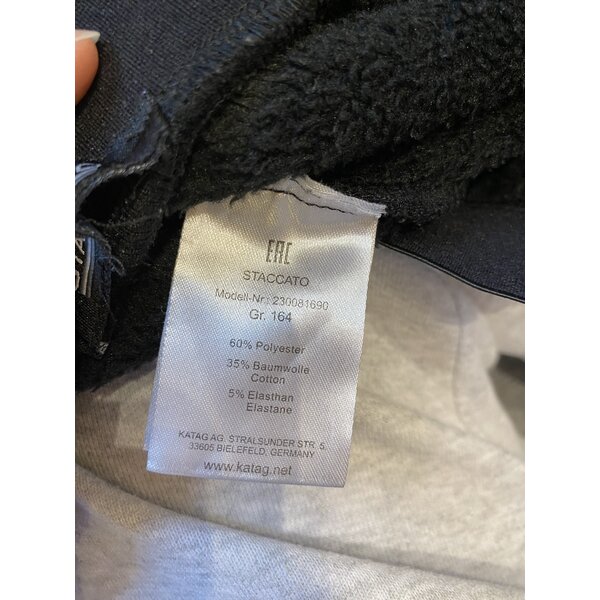 EAC
STACCATO
Modell-Nr.: 230081690
Gr. 164
60% Polyester
35% Baumwolle
Cotton
5% Elasthan
Elastane
KATAG AG. STRALSUNDER STR. 5,
33605 BIELEFELD, GERMANY
www.katag.net